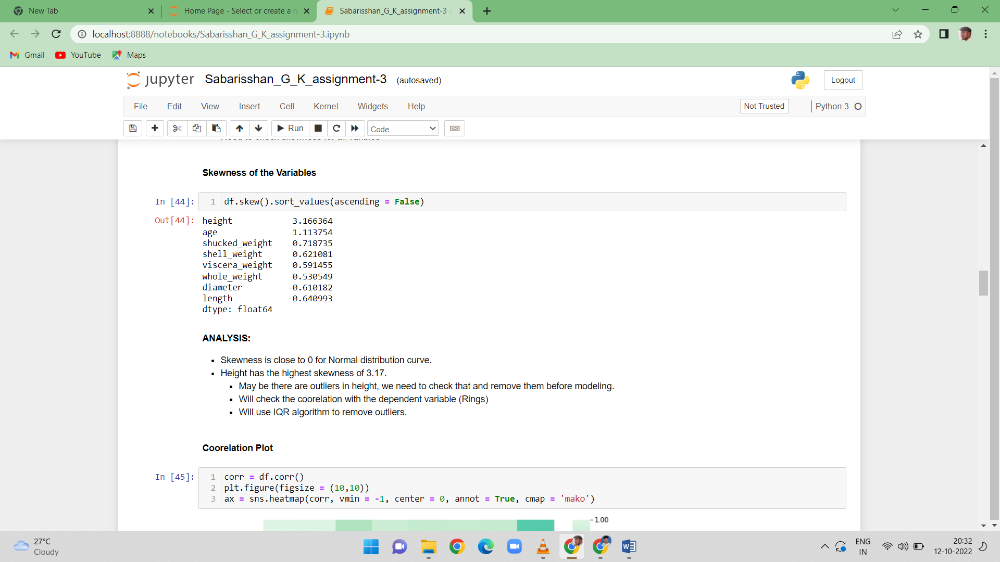 New Tab
Home Page - Select or create a n
Sabarisshan_G_K_assignment-3 -
localhost:8888/notebooks/Sabarisshan_G_K_assignment-3.ipynb
Gmail YouTube Maps
jupyter Sabarisshan_G_K_assignment-3 (autosaved)
Logout
File Edit View Insert Cell Kernel Widgets Help
Not Trusted Python 3
Run Code
Skewness of the Variables
In [44]: 1 df.skew().sort_values(ascending = False)
Out[44]: height 3.166364
age 1.113754
shucked_weight 0.718735
shell_weight 0.621081
viscera_weight 0.591455
whole_weight 0.530549
diameter -0.610182
length -0.640993
dtype: float64
ANALYSIS:
Skewness is close to 0 for Normal distribution curve.
Height has the highest skewness of 3.17.
May be there are outliers in height, we need to check that and remove them before modeling.
Will check the coorelation with the dependent variable (Rings)
Will use IQR algorithm to remove outliers.
Coorelation Plot
In [45]: 1 corr = df.corr()
2 plt.figure(figsize = (10,10))
3 ax = sns.heatmap(corr, vmin = -1, center = 0, annot = True, cmap = 'mako')
1.00
27°C
Cloudy
ENG
IN
20:32
12-10-2022